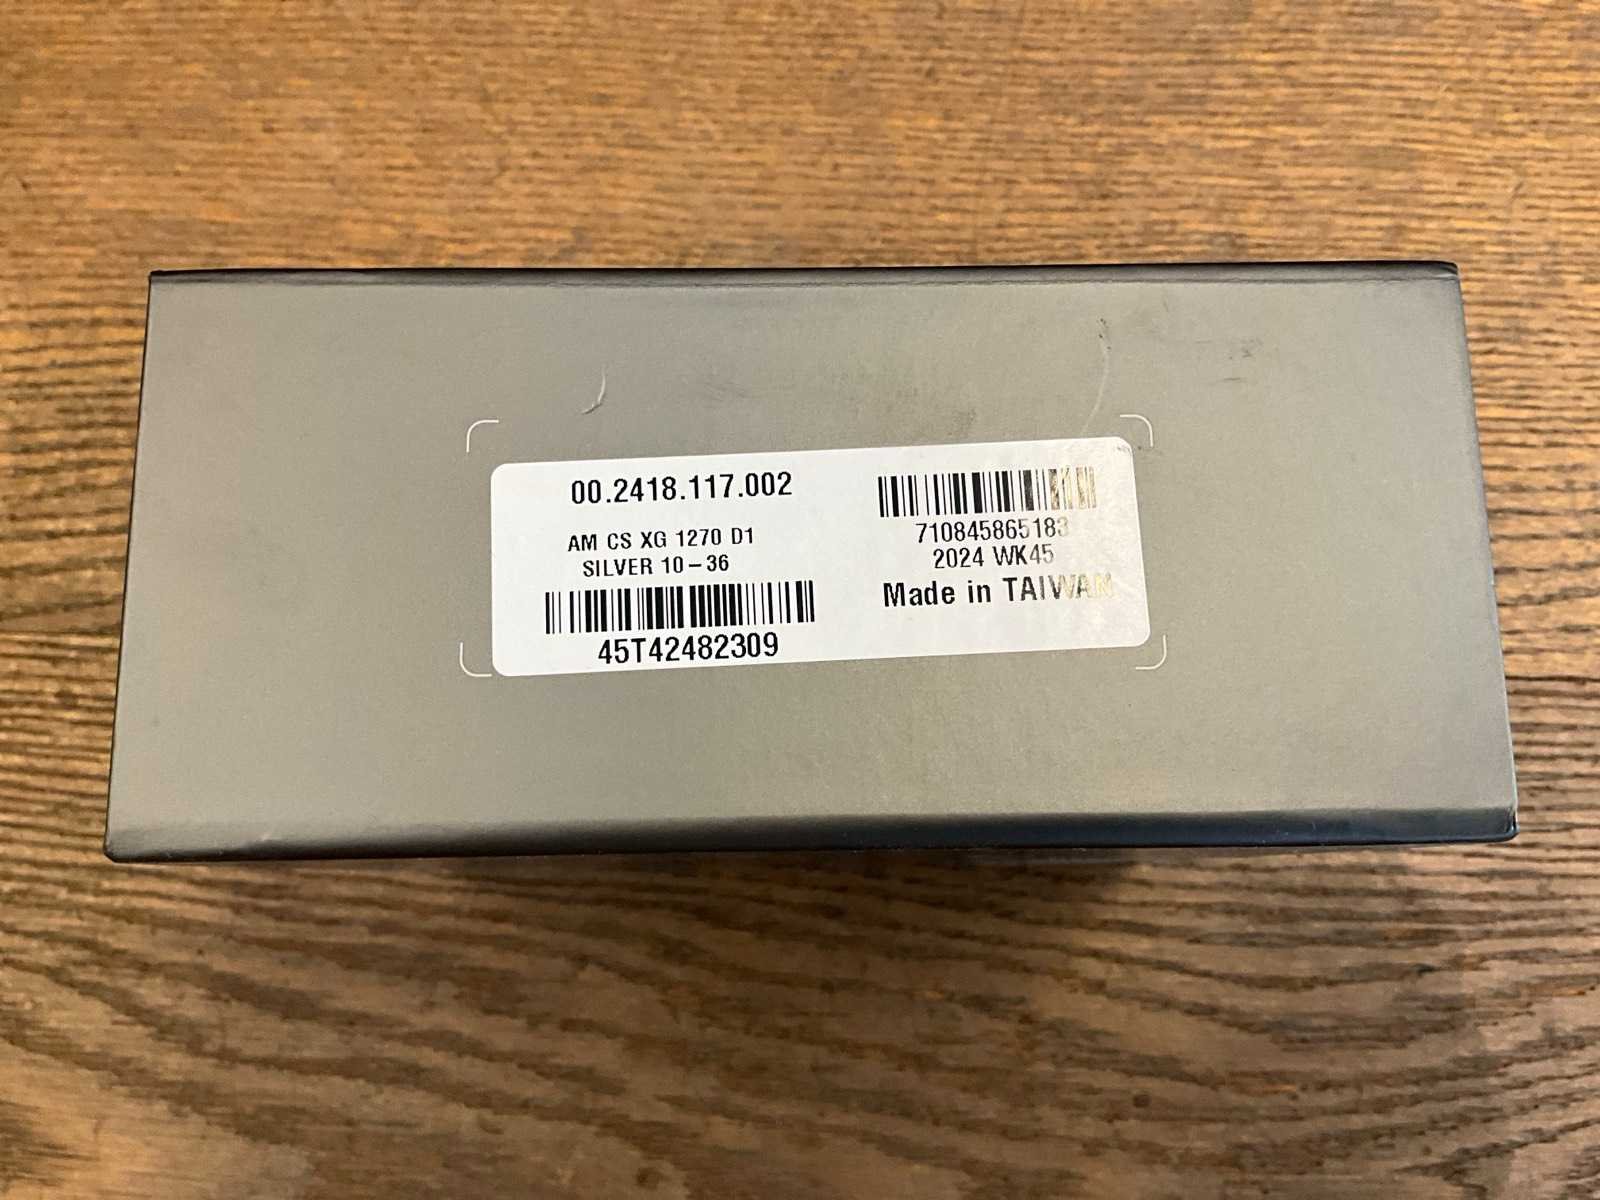 00.2418.117.002
AM CS XG 1270 D1
SILVER 10-36
45T42482309
710845865183
2024 WK45
Made in TAIWAN